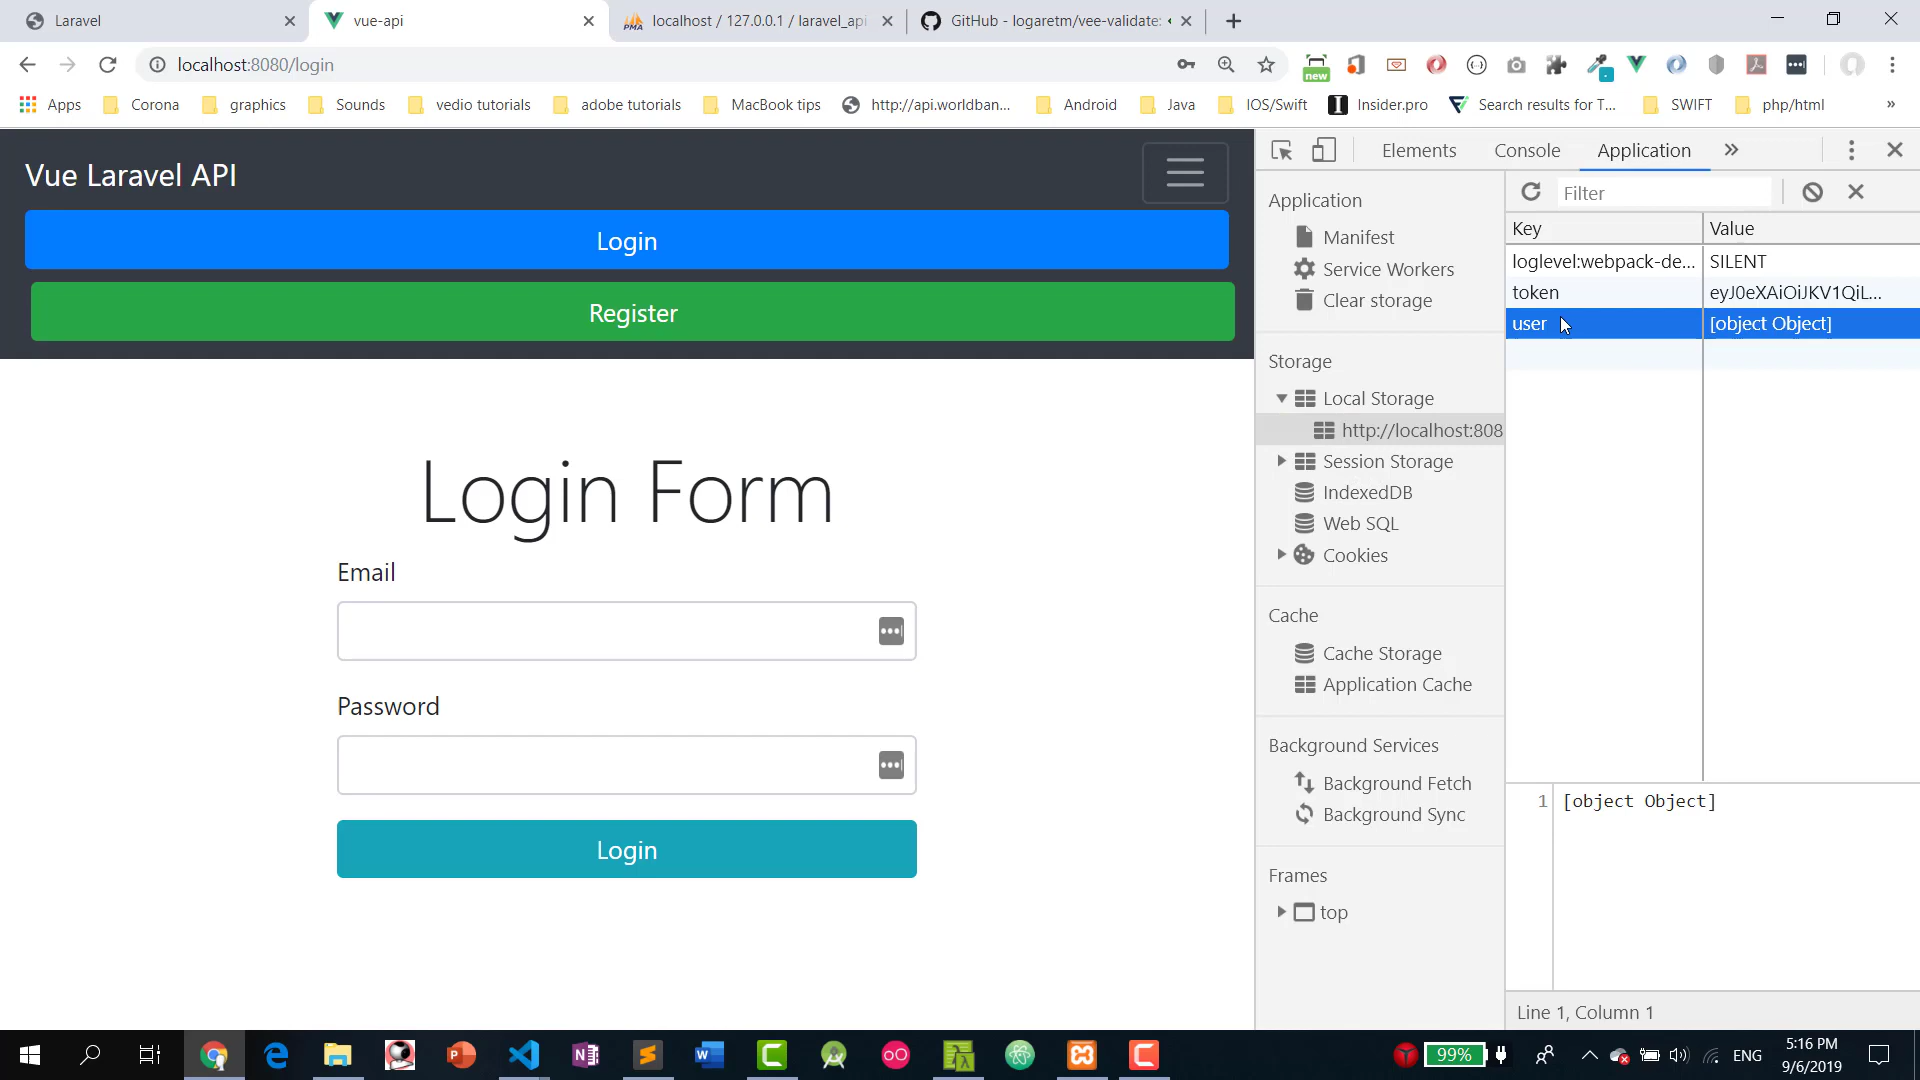 Laravel
vue-api
localhost / 127.0.0.1 / laravel_api
GitHub - logaretm/vee-validate:
localhost:8080/login
new
Apps
Corona
graphics
Sounds
vedio tutorials
adobe tutorials
MacBook tips
http://api.worldban...
Android
Java
IOS/Swift
Insider.pro
Search results for T...
SWIFT
php/html
»
Vue Laravel API
Login
Register
Login Form
Email
Password
Login
Elements
Console
Application
Application
Manifest
Service Workers
Clear storage
Storage
Local Storage
http://localhost:808
Session Storage
IndexedDB
Web SQL
Cookies
Cache
Cache Storage
Application Cache
Background Services
Background Fetch
Background Sync
Frames
top
Filter
Key
Value
loglevel:webpack-de...
SILENT
token
eyJ0eXAiOiJKV1QiL...
user
[object Object]
1
[object Object]
Line 1, Column 1
99%
ENG
5:16 PM
9/6/2019